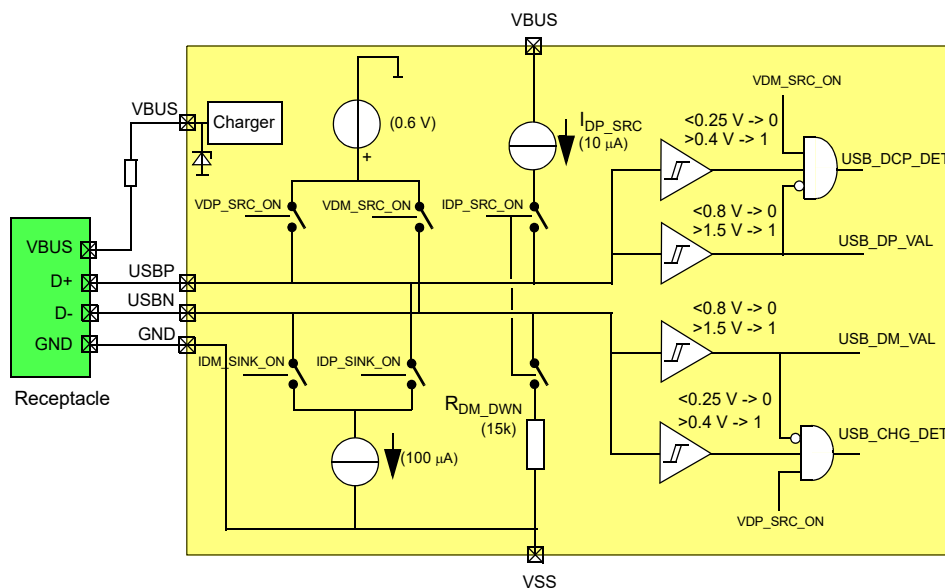 VBUS
VBUS
Charger
(0.6 V)
+
I_DP_SRC
(10 µA)
VDM_SRC_ON
<0.25 V -> 0
>0.4 V -> 1
USB_DCP_DET
VDP_SRC_ON
VDM_SRC_ON
IDP_SRC_ON
<0.8 V -> 0
>1.5 V -> 1
USB_DP_VAL
VBUS
D+
USBP
D-
USBN
GND
GND
<0.8 V -> 0
>1.5 V -> 1
USB_DM_VAL
IDM_SINK_ON
IDP_SINK_ON
Receptacle
R_DM_DWN
(15k)
<0.25 V -> 0
>0.4 V -> 1
USB_CHG_DET
(100 µA)
VDP_SRC_ON
VSS